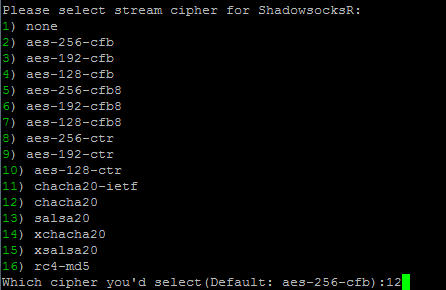 Please select stream cipher for ShadowsocksR:
1) none
2) aes-256-cfb
3) aes-192-cfb
4) aes-128-cfb
5) aes-256-cfb8
6) aes-192-cfb8
7) aes-128-cfb8
8) aes-256-ctr
9) aes-192-ctr
10) aes-128-ctr
11) chacha20-ietf
12) chacha20
13) salsa20
14) xchacha20
15) xsalsa20
16) rc4-md5
Which cipher you'd select(Default: aes-256-cfb):12